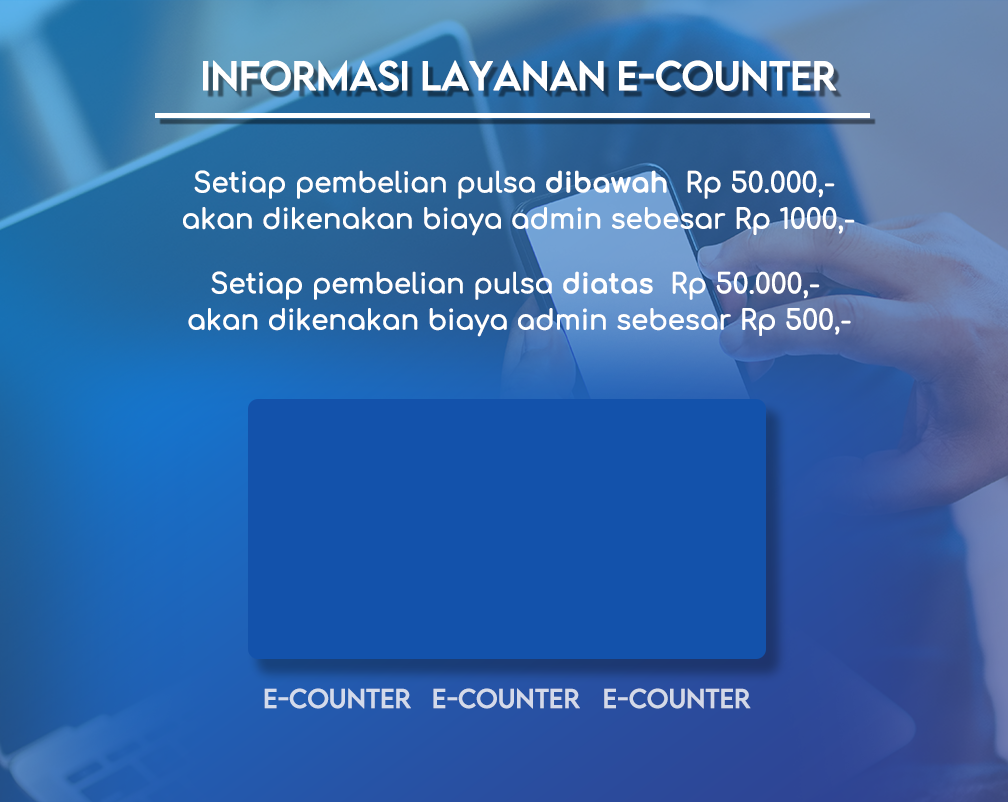 INFORMASI LAYANAN E-COUNTER
Setiap pembelian pulsa dibawah Rp 50.000,-
akan dikenakan biaya admin sebesar Rp 1000,-
Setiap pembelian pulsa diatas Rp 50.000,-
akan dikenakan biaya admin sebesar Rp 500,-
E-COUNTER E-COUNTER E-COUNTER